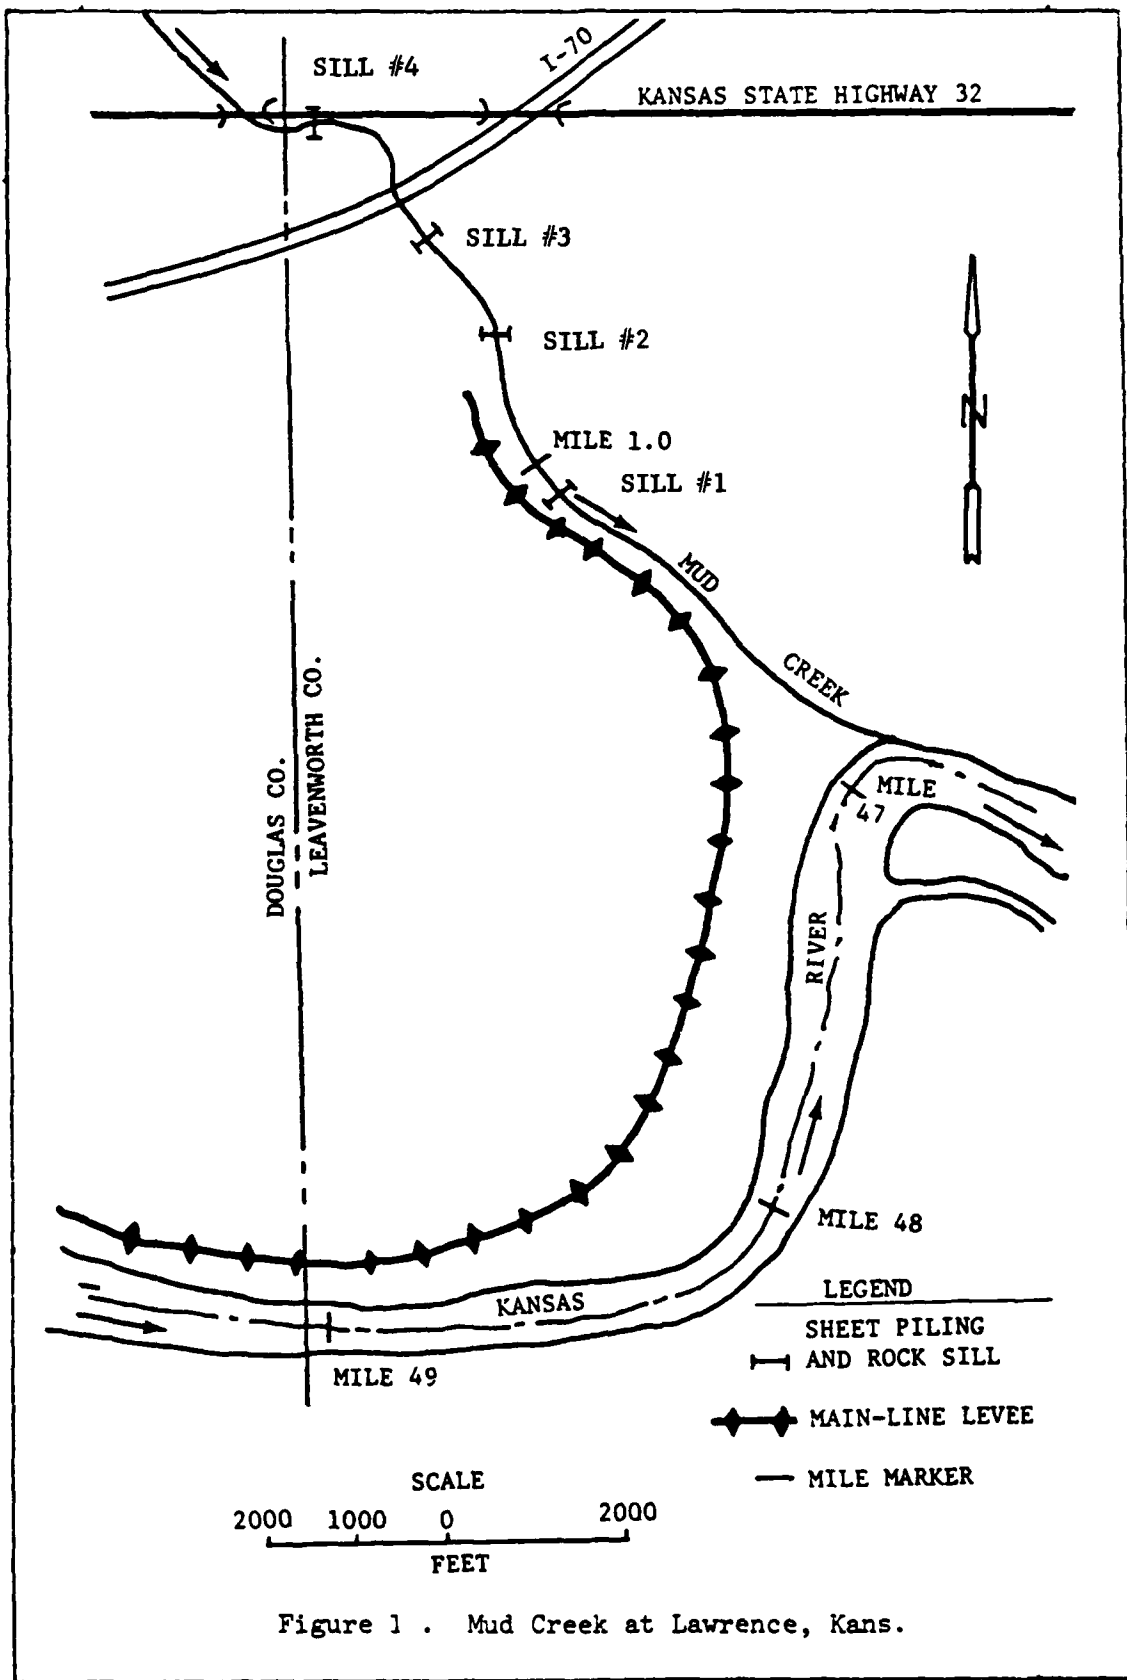 SILL #4
I-70
KANSAS STATE HIGHWAY 32
SILL #3
SILL #2
N
MILE 1.0
SILL #1
MUD
CREEK
DOUGLAS CO.
LEAVENWORTH CO.
MILE
47
RIVER
MILE 48
KANSAS
MILE 49
LEGEND
SHEET PILING
AND ROCK SILL
MAIN-LINE LEVEE
MILE MARKER
SCALE
2000 1000 0 2000
FEET
Figure 1 . Mud Creek at Lawrence, Kans.